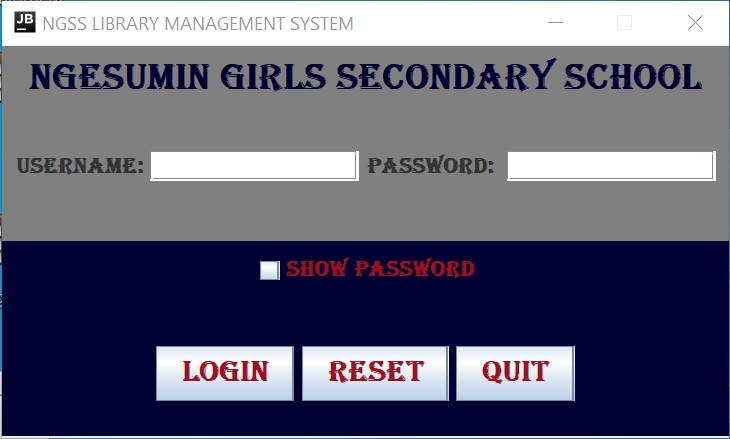 JB NGSS LIBRARY MANAGEMENT SYSTEM
NGESUMIN GIRLS SECONDARY SCHOOL
USERNAME: PASSWORD:
SHOW PASSWORD
LOGIN RESET QUIT